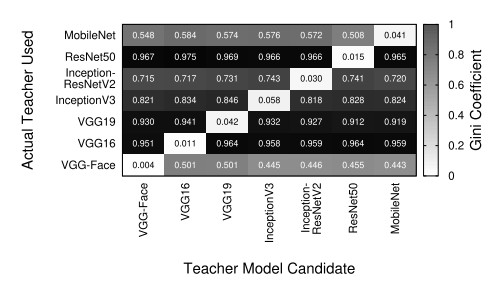 MobileNet 0.548 0.584 0.574 0.576 0.572 0.508 0.041
ResNet50 0.967 0.975 0.969 0.966 0.966 0.015 0.965
Inception-
ResNetV2 0.715 0.717 0.731 0.743 0.030 0.741 0.720
InceptionV3 0.821 0.834 0.846 0.058 0.818 0.828 0.824
VGG19 0.930 0.941 0.042 0.932 0.927 0.912 0.919
VGG16 0.951 0.011 0.964 0.958 0.959 0.964 0.959
VGG-Face 0.004 0.501 0.501 0.445 0.446 0.455 0.443
Actual Teacher Used
VGG-Face
VGG16
VGG19
InceptionV3
Inception-
ResNetV2
ResNet50
MobileNet
Teacher Model Candidate
1
0.8
0.6
0.4
0.2
0
Gini Coefficient